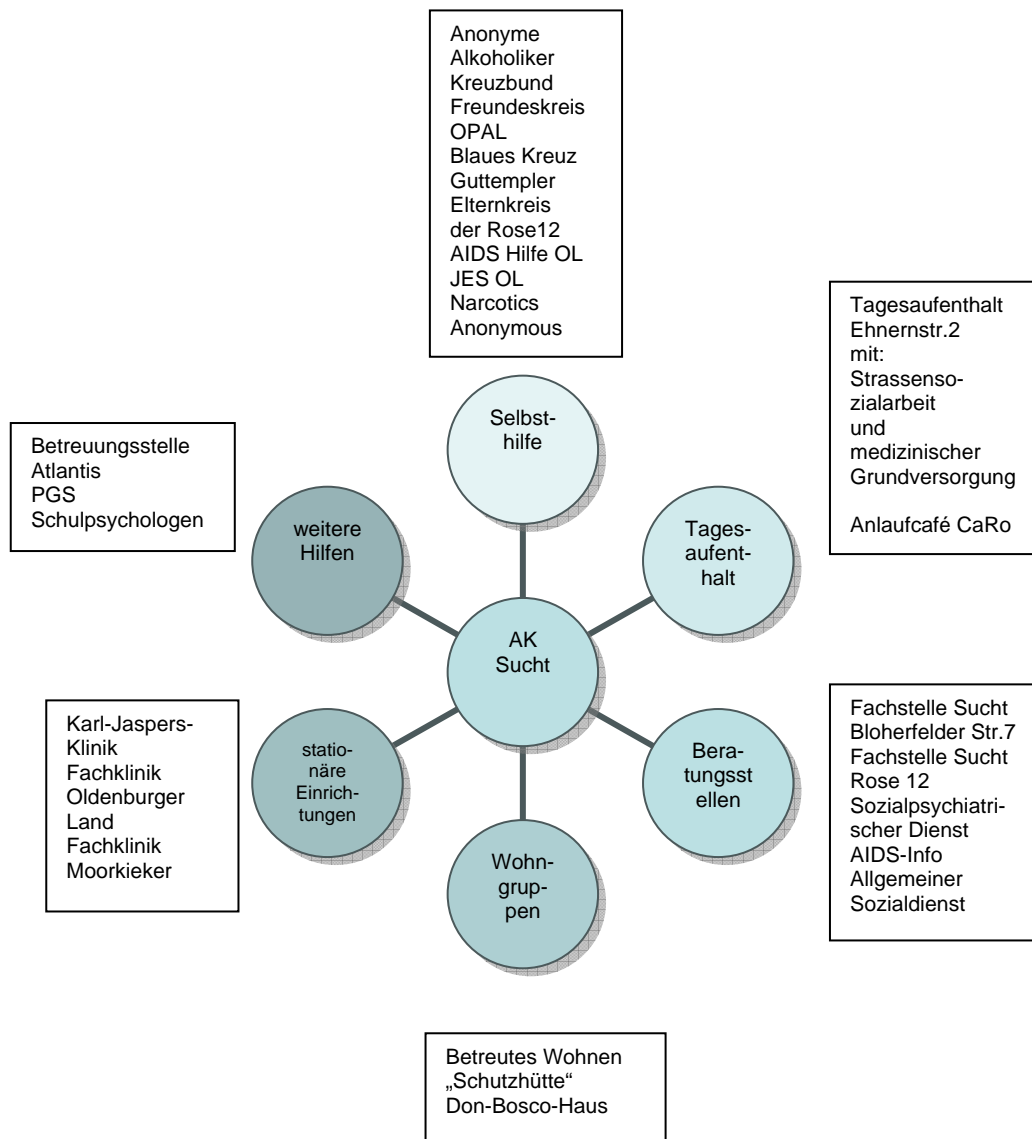 Anonyme
Alkoholiker
Kreuzbund
Freundeskreis
OPAL
Blaues Kreuz
Guttempler
Elternkreis
der Rose12
AIDS Hilfe OL
JES OL
Narcotics
Anonymous
Tagesaufenthalt
Ehnernstr.2
mit:
Strassenso-
zialarbeit
und
medizinischer
Grundversorgung
Anlaufcafé CaRo
Selbst-
hilfe
Betreuungsstelle
Atlantis
PGS
Schulpsychologen
weitere
Hilfen
Tages-
aufent-
halt
AK
Sucht
Karl-Jaspers-
Klinik
Fachklinik
Oldenburger
Land
Fachklinik
Moorkieker
statio-
näre
Einrich-
tungen
Bera-
tungsst
ellen
Fachstelle Sucht
Bloherfelder Str.7
Fachstelle Sucht
Rose 12
Sozialpsychiatri-
scher Dienst
AIDS-Info
Allgemeiner
Sozialdienst
Wohn-
grup-
pen
Betreutes Wohnen
„Schutzhütte“
Don-Bosco-Haus